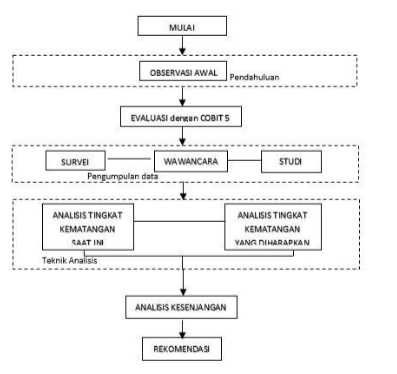 MULAI
OBSERVASI AWAL
Pendahuluan
EVALUASI dengan COBIT 5
SURVEI
WAWANCARA
STUDI
Pengumpulan data
ANALISIS TINGKAT
KEMATANGAN
SAAT INI
ANALISIS TINGKAT
KEMATANGAN
YANG DIHARAPKAN
Teknik Analisis
ANALISIS KESENJANGAN
REKOMENDASI